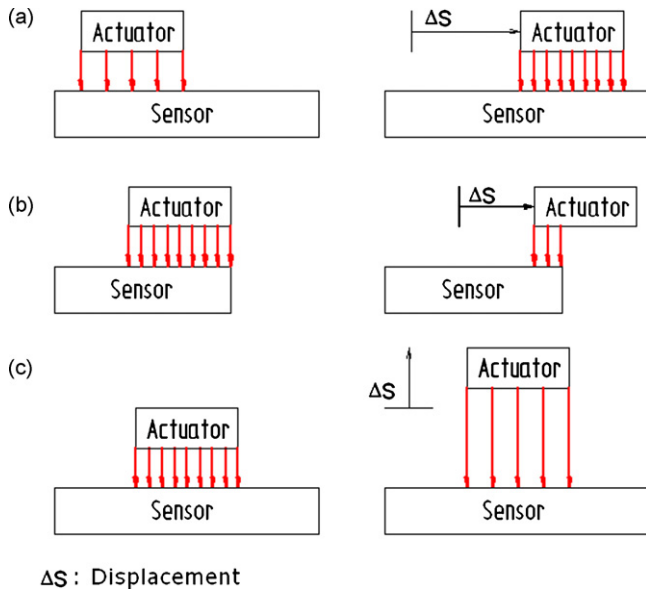 (a)
Actuator
ΔS
Actuator
Sensor
Sensor
(b)
Actuator
ΔS
Actuator
Sensor
Sensor
(c)
ΔS
Actuator
Actuator
Sensor
Sensor
ΔS : Displacement